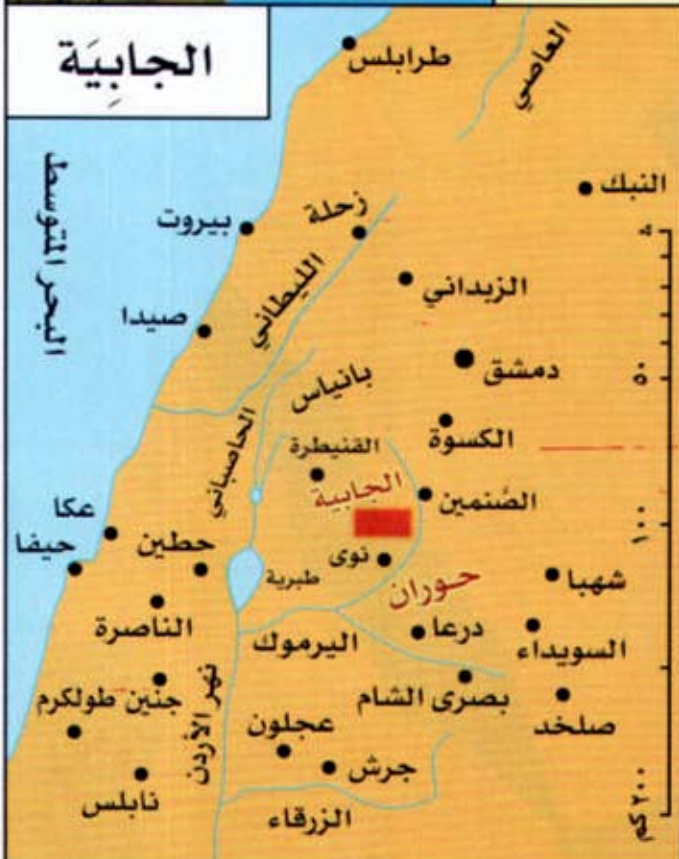 الجابِيَة
طرابلس
العاصي
البحر المتوسط
النبك
زحلة
بيروت
الليطاني
الزبداني
صيدا
دمشق
٥٠
بانياس
الحاصباني
الكسوة
القنيطرة
الجابية
الصَّنمين
١٠٠
عكا
حيفا
حطين
طبرية
نوى
حوران
شهبا
الناصرة
اليرموك
درعا
السويداء
جنين
طولكرم
نهر الأردن
بصرى الشام
صلخد
عجلون
جرش
نابلس
الزرقاء
٢٠٠ كم